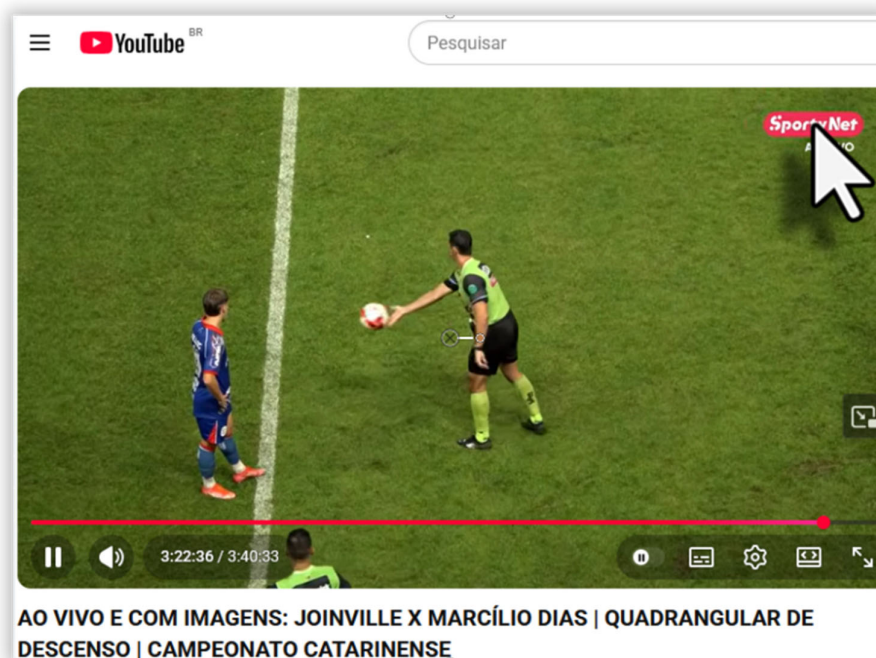 YouTube BR
Pesquisar
SportyNet
3:22:36 / 3:40:33
AO VIVO E COM IMAGENS: JOINVILLE X MARCÍLIO DIAS | QUADRANGULAR DE
DESCENSO | CAMPEONATO CATARINENSE